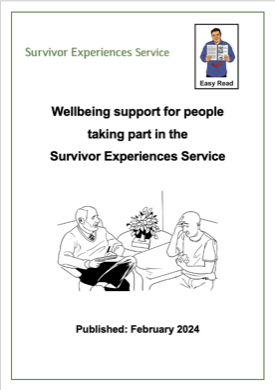 Survivor Experiences Service
Easy Read
Wellbeing support for people
taking part in the
Survivor Experiences Service
Published: February 2024